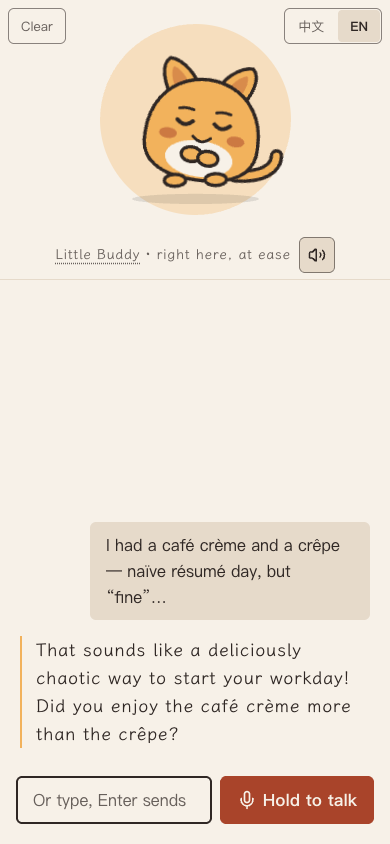 Clear
中文 EN
Little Buddy • right here, at ease
I had a café crème and a crêpe
— naïve résumé day, but
“fine”…
That sounds like a deliciously
chaotic way to start your workday!
Did you enjoy the café crème more
than the crêpe?
Or type, Enter sends
Hold to talk